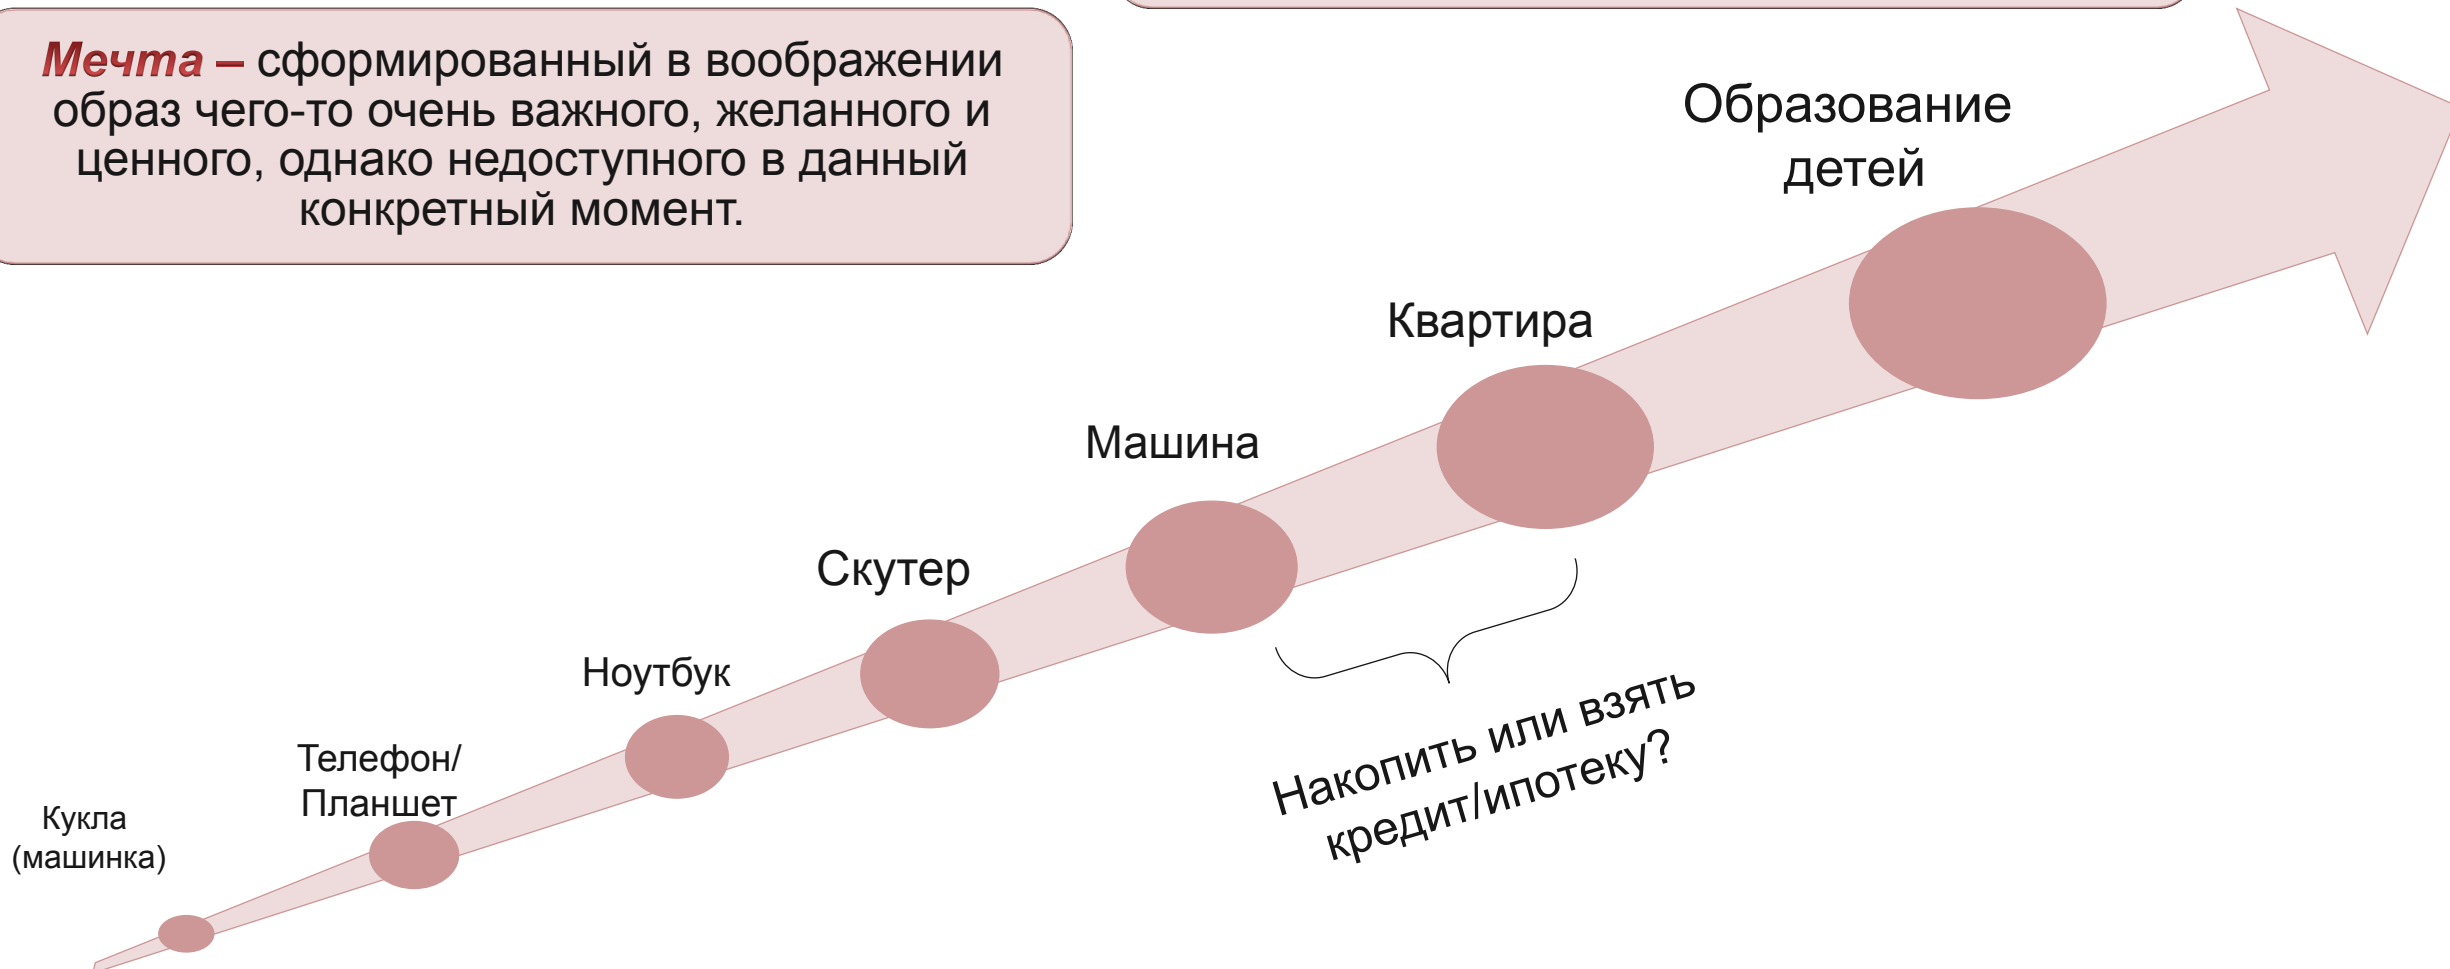 Мечта – сформированный в воображении
образ чего-то очень важного, желанного и
ценного, однако недоступного в данный
конкретный момент.
Образование
детей
Квартира
Машина
Скутер
Ноутбук
Телефон/
Планшет
Кукла
(машинка)
Накопить или взять
кредит/ипотеку?